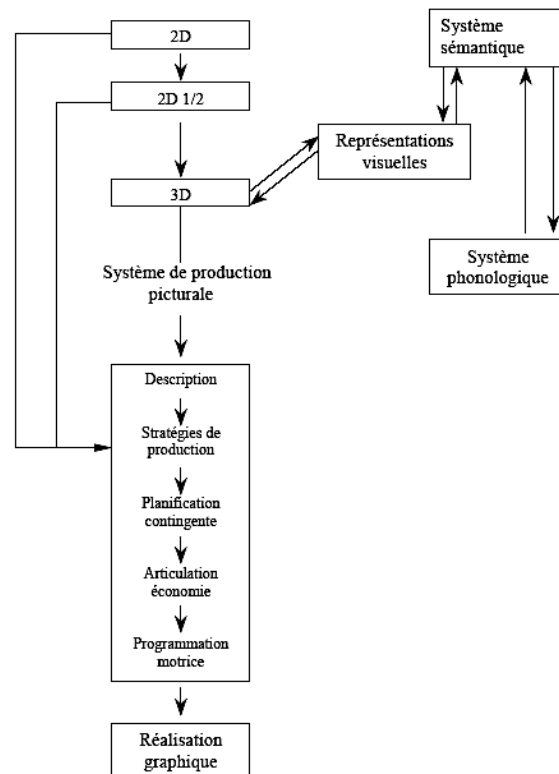 2D
2D 1/2
3D
Système de production
picturale
Description
Stratégies de
production
Planification
contingente
Articulation
économie
Programmation
motrice
Réalisation
graphique
Représentations
visuelles
Système
sémantique
Système
phonologique